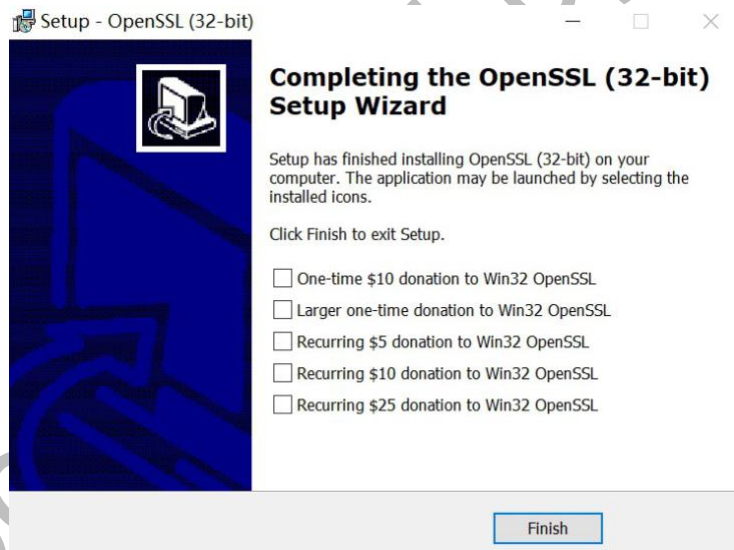 Setup - OpenSSL (32-bit)
Completing the OpenSSL (32-bit)
Setup Wizard
Setup has finished installing OpenSSL (32-bit) on your
computer. The application may be launched by selecting the
installed icons.
Click Finish to exit Setup.
One-time $10 donation to Win32 OpenSSL
Larger one-time donation to Win32 OpenSSL
Recurring $5 donation to Win32 OpenSSL
Recurring $10 donation to Win32 OpenSSL
Recurring $25 donation to Win32 OpenSSL
Finish